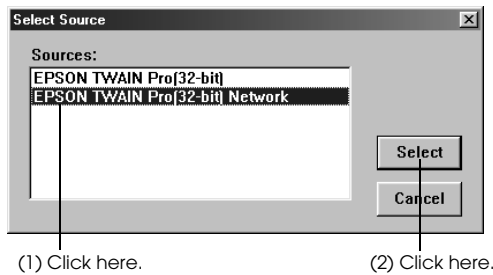 Select Source
Sources:
EPSON TWAIN Pro(32-bit)
EPSON TWAIN Pro(32-bit) Network
Select
Cancel
(1) Click here.
(2) Click here.